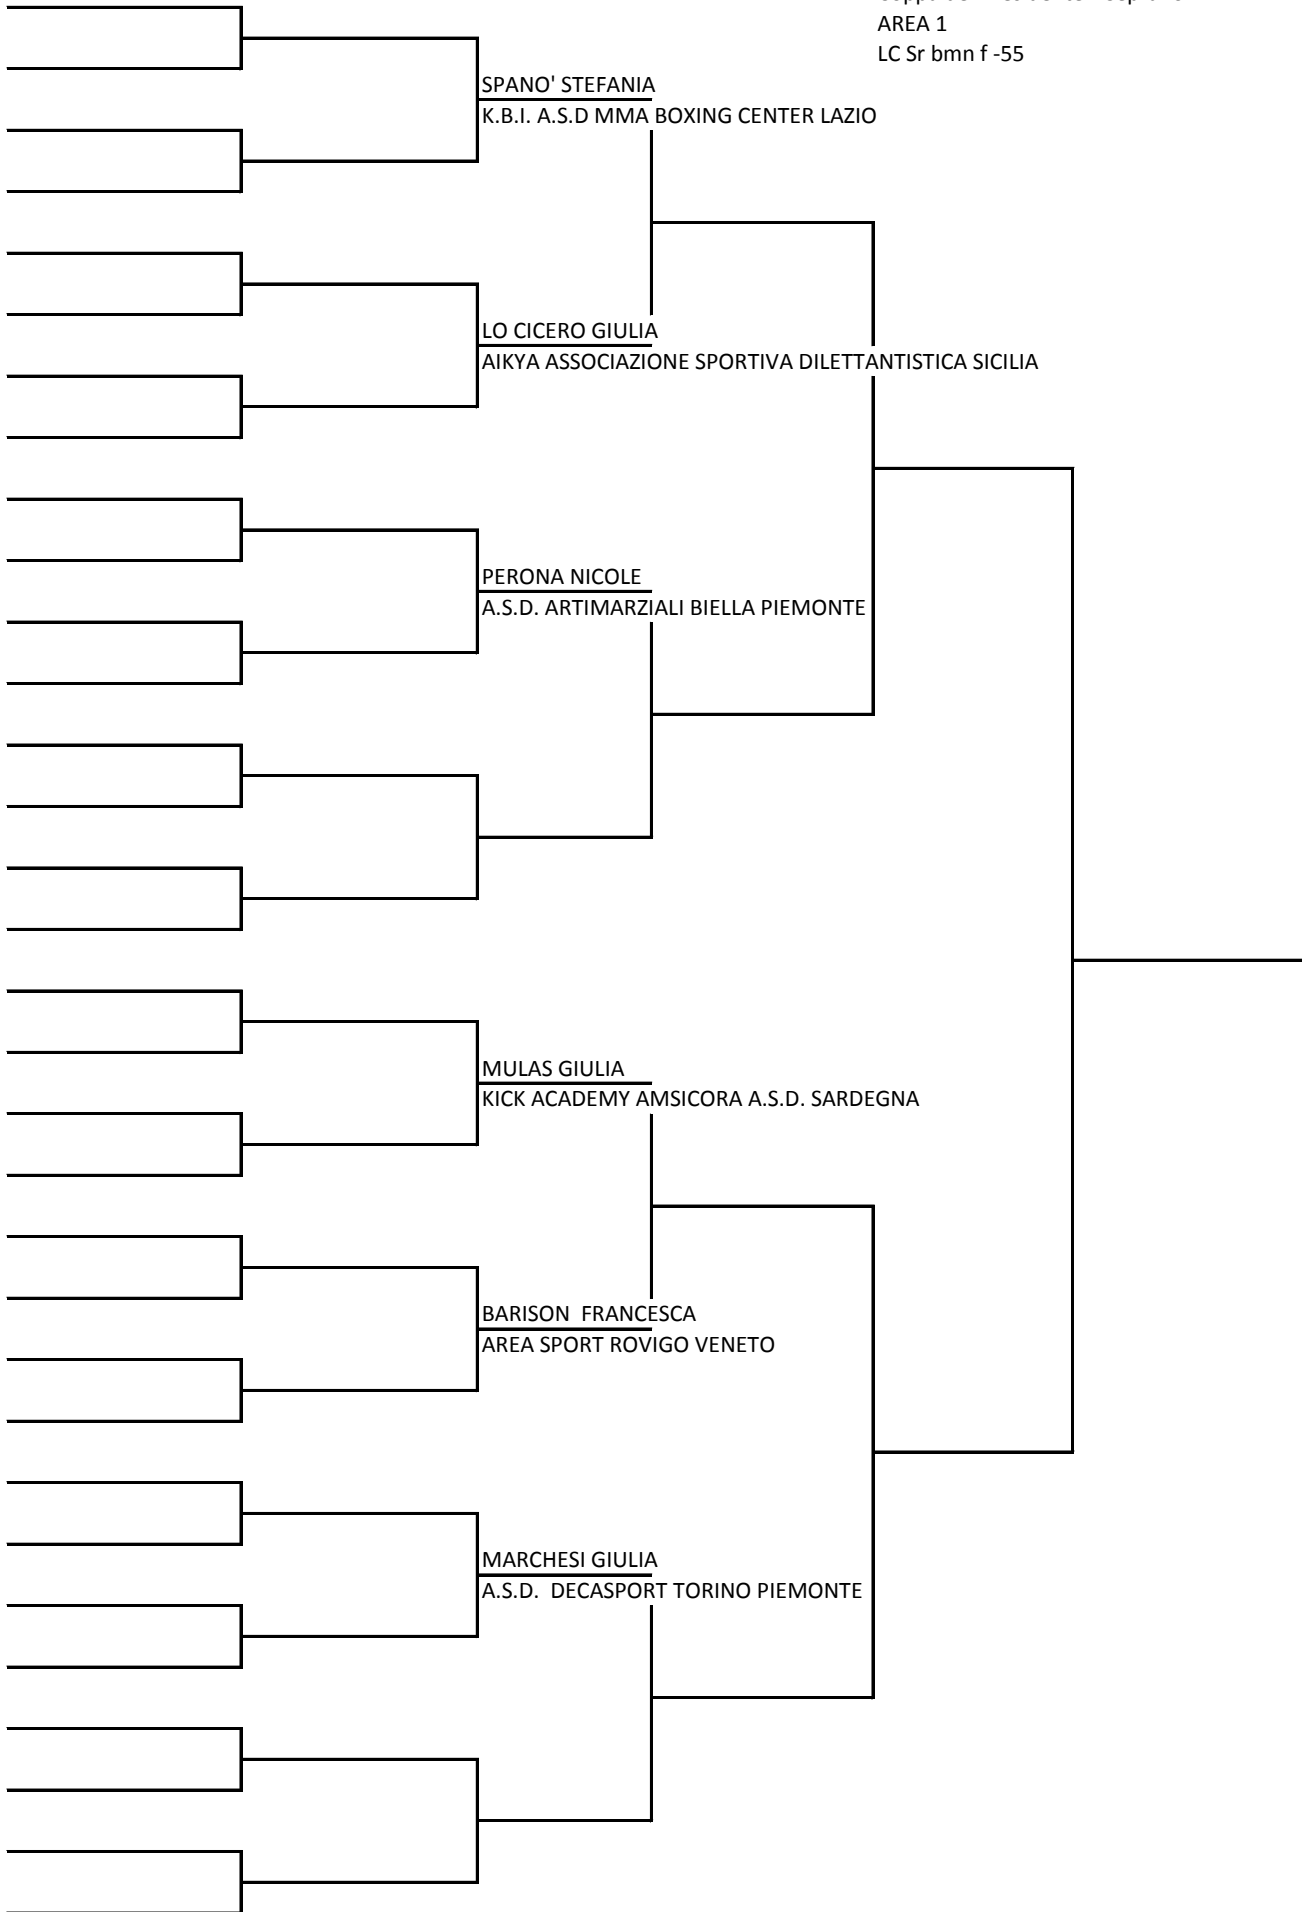 AREA 1
LC Sr bmn f -55
SPANO' STEFANIA
K.B.I. A.S.D MMA BOXING CENTER LAZIO
LO CICERO GIULIA
AIKYA ASSOCIAZIONE SPORTIVA DILETTANTISTICA SICILIA
PERONA NICOLE
A.S.D. ARTIMARZIALI BIELLA PIEMONTE
MULAS GIULIA
KICK ACADEMY AMSICORA A.S.D. SARDEGNA
BARISON  FRANCESCA
AREA SPORT ROVIGO VENETO
MARCHESI GIULIA
A.S.D.  DECASPORT TORINO PIEMONTE